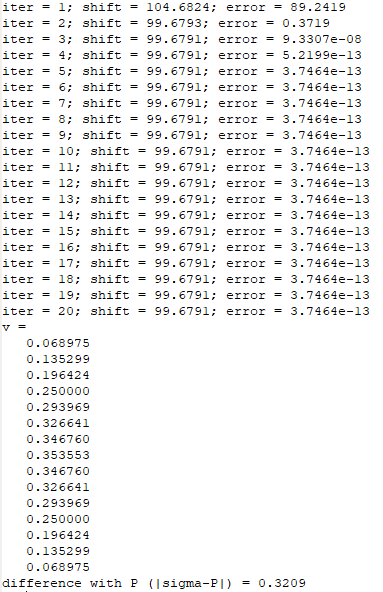 iter = 1; shift = 104.6824; error = 89.2419
iter = 2; shift = 99.6793; error = 0.3719
iter = 3; shift = 99.6791; error = 9.3307e-08
iter = 4; shift = 99.6791; error = 5.2199e-13
iter = 5; shift = 99.6791; error = 3.7464e-13
iter = 6; shift = 99.6791; error = 3.7464e-13
iter = 7; shift = 99.6791; error = 3.7464e-13
iter = 8; shift = 99.6791; error = 3.7464e-13
iter = 9; shift = 99.6791; error = 3.7464e-13
iter = 10; shift = 99.6791; error = 3.7464e-13
iter = 11; shift = 99.6791; error = 3.7464e-13
iter = 12; shift = 99.6791; error = 3.7464e-13
iter = 13; shift = 99.6791; error = 3.7464e-13
iter = 14; shift = 99.6791; error = 3.7464e-13
iter = 15; shift = 99.6791; error = 3.7464e-13
iter = 16; shift = 99.6791; error = 3.7464e-13
iter = 17; shift = 99.6791; error = 3.7464e-13
iter = 18; shift = 99.6791; error = 3.7464e-13
iter = 19; shift = 99.6791; error = 3.7464e-13
iter = 20; shift = 99.6791; error = 3.7464e-13
v =
0.068975
0.135299
0.196424
0.250000
0.293969
0.326641
0.346760
0.353553
0.346760
0.326641
0.293969
0.250000
0.196424
0.135299
0.068975
difference with P (|sigma-P|) = 0.3209